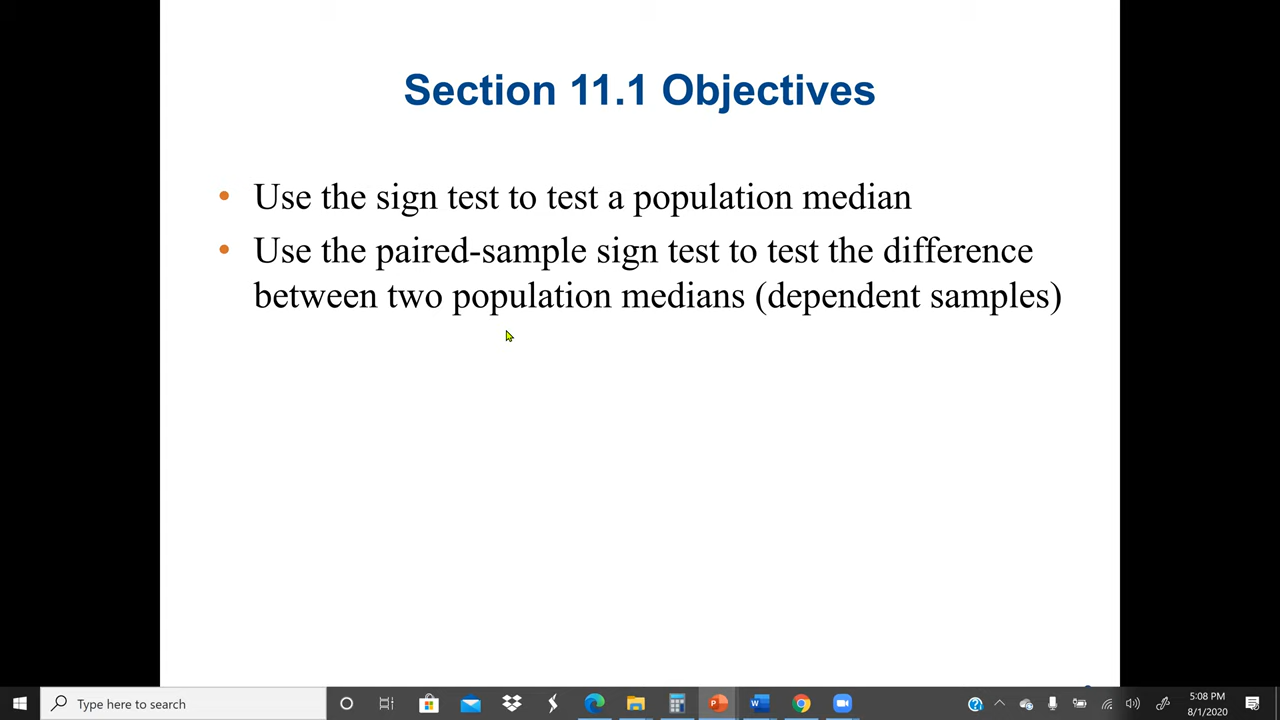 Section 11.1 Objectives
• Use the sign test to test a population median
• Use the paired-sample sign test to test the difference
between two population medians (dependent samples)
Type here to search
5:08 PM
8/1/2020